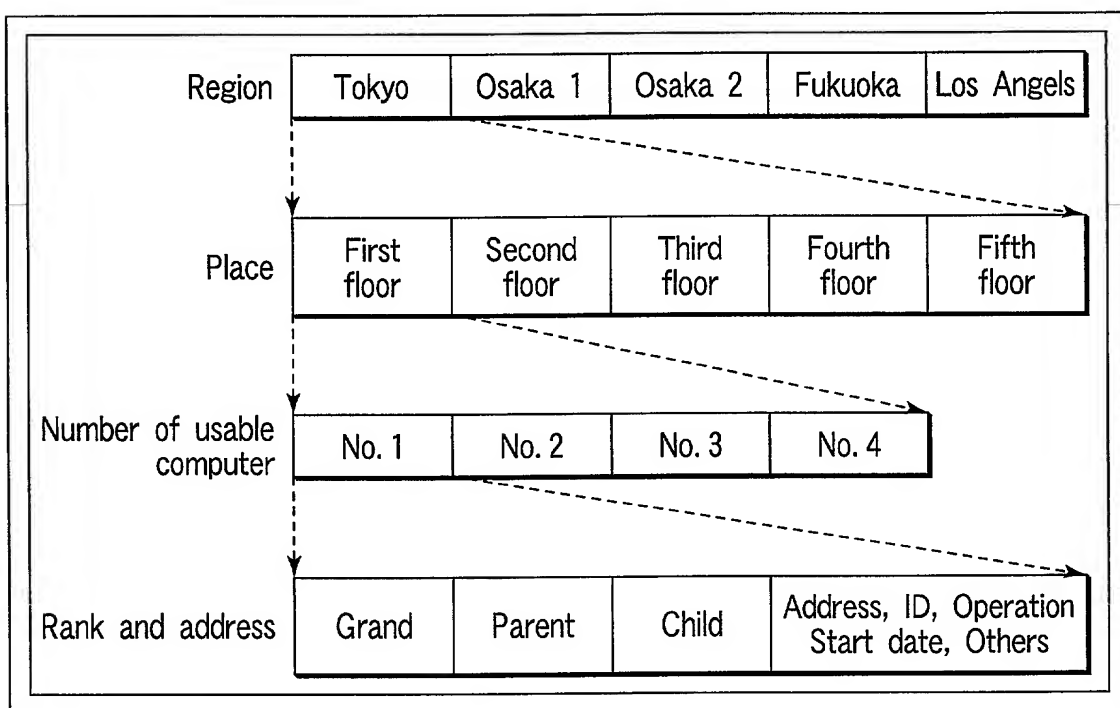 Region Tokyo Osaka 1 Osaka 2 Fukuoka Los Angels
Place First floor Second floor Third floor Fourth floor Fifth floor
Number of usable computer No. 1 No. 2 No. 3 No. 4
Rank and address Grand Parent Child Address, ID, Operation
Start date, Others